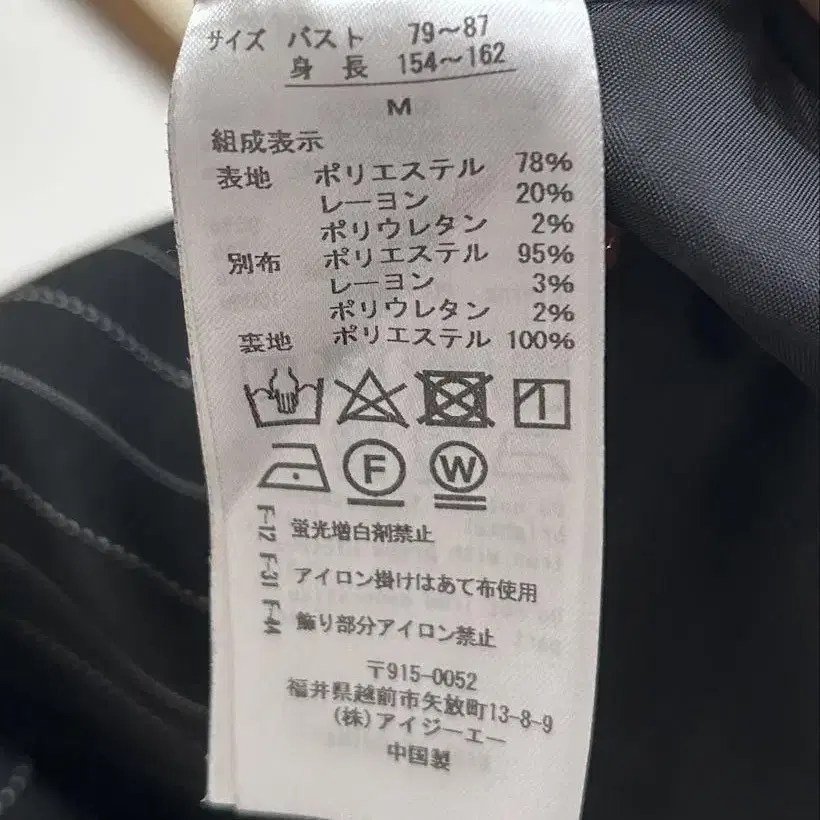 サイズ バスト 79～87
身 長 154～162
M
組成表示
表地 ポリエステル 78%
レーヨン 20%
ポリウレタン 2%
別布 ポリエステル 95%
レーヨン 3%
ポリウレタン 2%
裏地 ポリエステル 100%
F
W
F-12 蛍光増白剤禁止
F-31 アイロン掛けはあて布使用
F-44 飾り部分アイロン禁止
〒915-0052
福井県越前市矢放町13-8-9
(株)アイジーエー
中国製